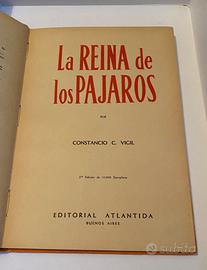 La REINA de
los PAJAROS
POR
CONSTANCIO C. VIGIL
EDITORIAL ATLANTIDA
BUENOS AIRES
subito